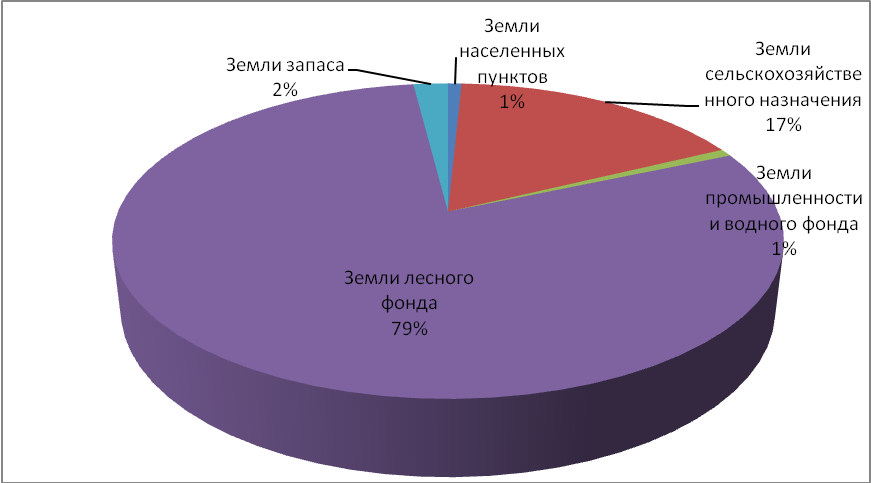 Земли
населенных
пунктов
1%
Земли
сельскохозяйстве
нного назначения
17%
Земли
промышленности
и водного фонда
1%
Земли лесного
фонда
79%
Земли запаса
2%